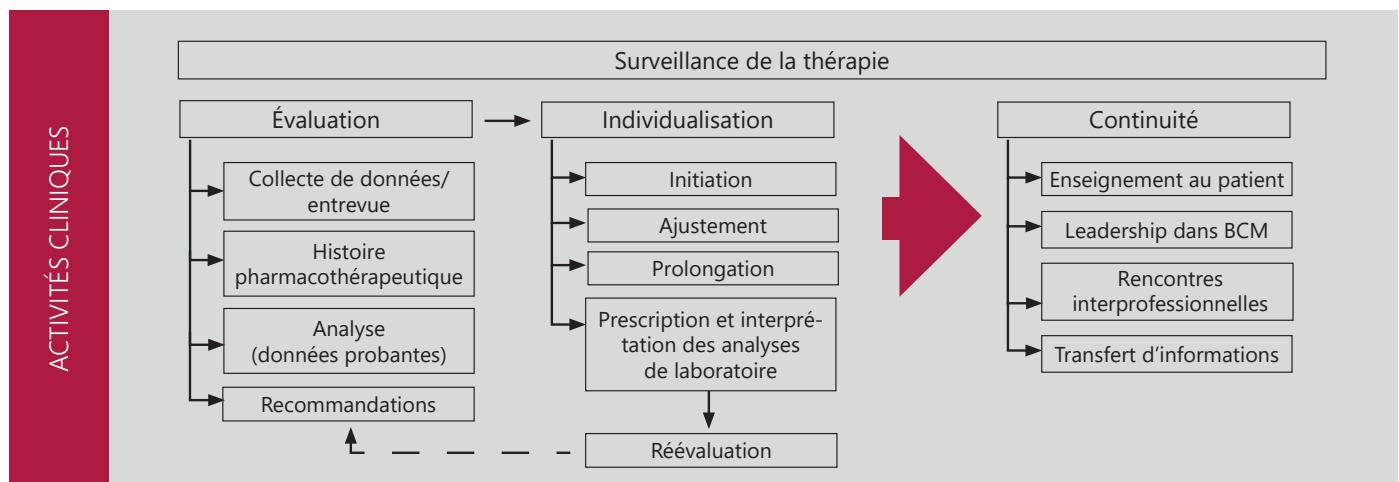 ACTIVITÉS CLINIQUES
Surveillance de la thérapie
Évaluation
Collecte de données/
entrevue
Histoire
pharmacothérapeutique
Analyse
(données probantes)
Recommandations
Individualisation
Initiation
Ajustement
Prolongation
Prescription et interpré-
tation des analyses
de laboratoire
Réévaluation
Continuité
Enseignement au patient
Leadership dans BCM
Rencontres
interprofessionnelles
Transfert d’informations